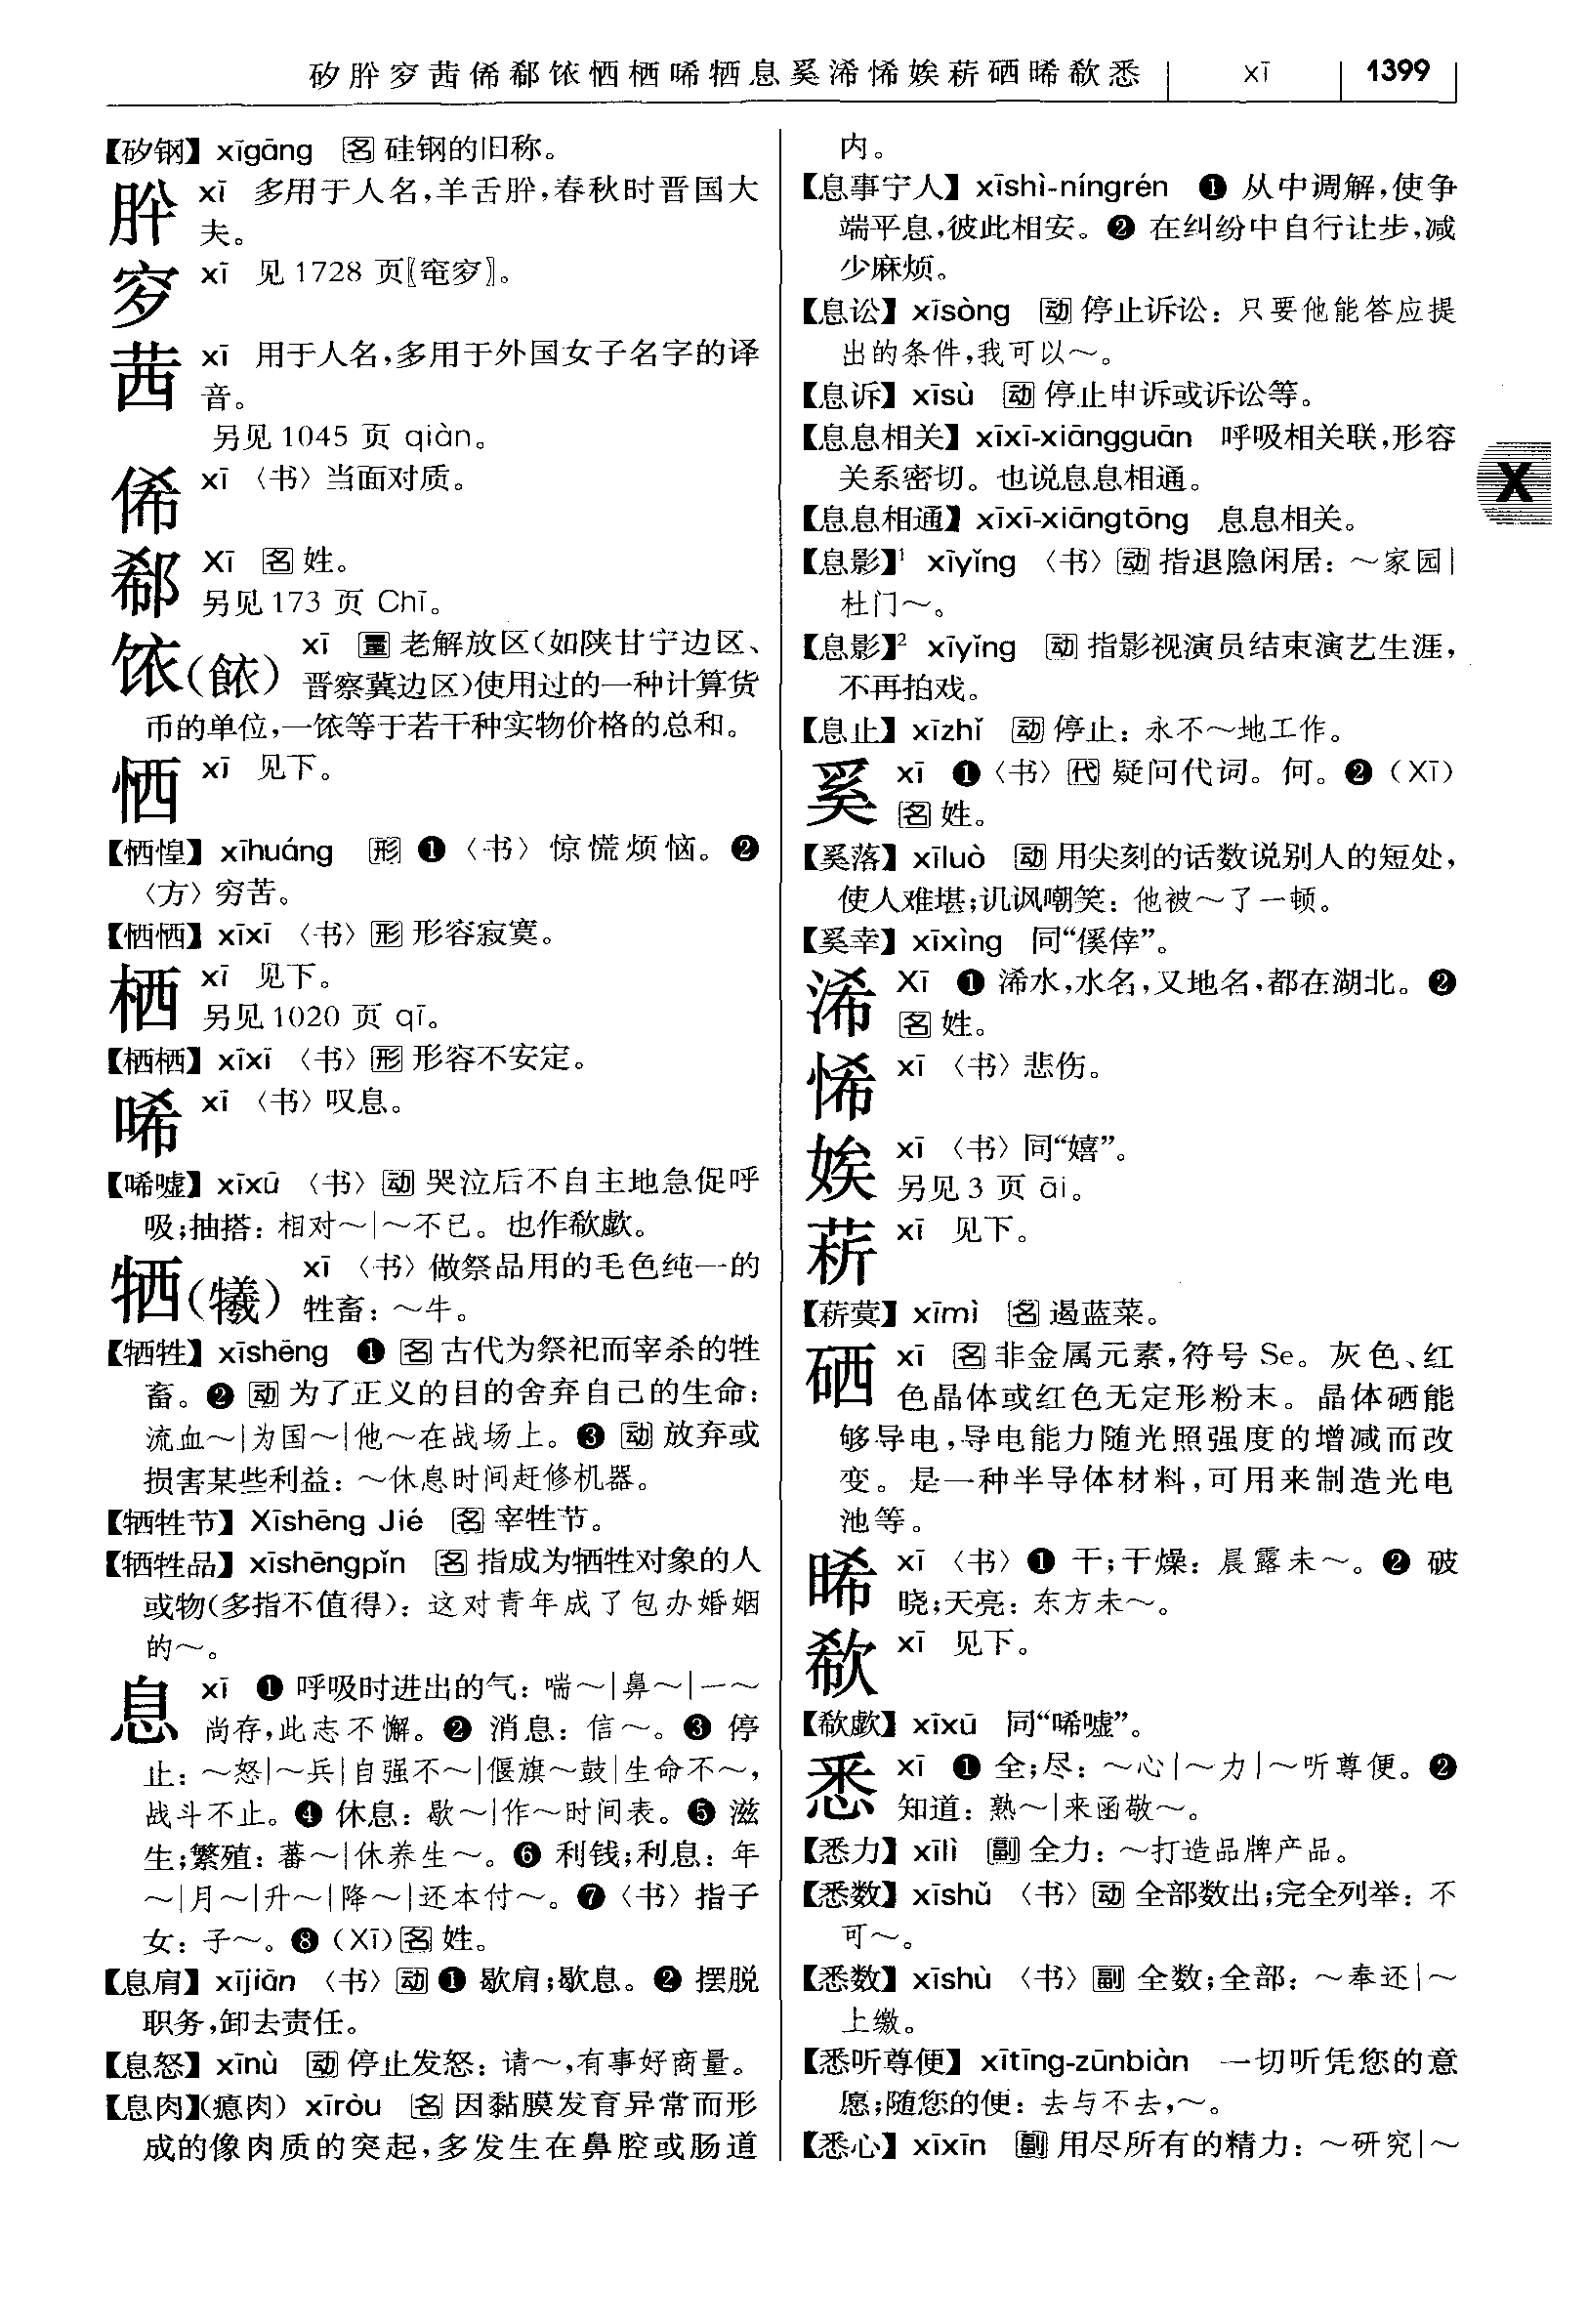 矽肸穸茜俙郗饻恓栖唏牺息奚浠悕娭菥硒晞欷悉 xī 1399
【矽钢】 xīgāng 名 硅钢的旧称。
肸 xī 多用于人名,羊舌肸,春秋时晋国大
夫。
穸 xī 见 1728 页〖窀穸〗。
茜 xī 用于人名,多用于外国女子名字的译
音。
另见 1045 页 qiàn。
俙 xī 〈书〉当面对质。
郗 Xī 名 姓。
另见 173 页 Chī。
饻(餏) xī 量 老解放区(如陕甘宁边区、
晋察冀边区)使用过的一种计算货
币的单位,一饻等于若干种实物价格的总和。
恓 xī 见下。
【恓惶】 xīhuáng 形 ❶〈书〉惊慌烦恼。❷
〈方〉穷苦。
【恓恓】 xīxī 〈书〉形 形容寂寞。
栖 xī 见下。
另见 1020 页 qī。
【栖栖】 xīxī 〈书〉形 形容不安定。
唏 xī 〈书〉叹息。
【唏嘘】 xīxū 〈书〉动 哭泣后不自主地急促呼
吸;抽搭:相对～|～不已。也作欷歔。
牺(犧) xī 〈书〉做祭品用的毛色纯一的
牲畜:～牛。
【牺牲】 xīshēng ❶ 名 古代为祭祀而宰杀的牲
畜。❷ 动 为了正义的目的舍弃自己的生命:
流血～|为国～|他～在战场上。❸ 动 放弃或
损害某些利益:～休息时间赶修机器。
【牺牲节】 Xīshēng Jié 名 宰牲节。
【牺牲品】 xīshēngpǐn 名 指成为牺牲对象的人
或物(多指不值得):这对青年成了包办婚姻
的～。
息 xī ❶ 呼吸时进出的气:喘～|鼻～|一～
尚存,此志不懈。❷ 消息:信～。❸ 停
止:～怒|～兵|自强不～|偃旗～鼓|生命不～,
战斗不止。❹ 休息:歇～|作～时间表。❺ 滋
生;繁殖:蕃～|休养生～。❻ 利钱;利息:年
～|月～|升～|降～|还本付～。❼〈书〉指子
女:子～。❽ (Xī) 名 姓。
【息肩】 xījiān 〈书〉动 ❶ 歇肩;歇息。❷ 摆脱
职务,卸去责任。
【息怒】 xīnù 动 停止发怒:请～,有事好商量。
【息肉】(瘜肉) xīròu 名 因黏膜发育异常而形
成的像肉质的突起,多发生在鼻腔或肠道
内。
【息事宁人】 xīshì-níngrén ❶ 从中调解,使争
端平息,彼此相安。❷ 在纠纷中自行让步,减
少麻烦。
【息讼】 xīsòng 动 停止诉讼:只要他能答应提
出的条件,我可以～。
【息诉】 xīsù 动 停止申诉或诉讼等。
【息息相关】 xīxī-xiāngguān 呼吸相关联,形容
关系密切。也说息息相通。
【息息相通】 xīxī-xiāngtōng 息息相关。
【息影】¹ xīyǐng 〈书〉动 指退隐闲居:～家园|
杜门～。
【息影】² xīyǐng 动 指影视演员结束演艺生涯,
不再拍戏。
【息止】 xīzhǐ 动 停止:永不～地工作。
奚 xī ❶〈书〉代 疑问代词。何。❷ (Xī)
名 姓。
【奚落】 xīluò 动 用尖刻的话数说别人的短处,
使人难堪;讥讽嘲笑:他被～了一顿。
【奚幸】 xīxìng 同“傒倖”。
浠 Xī ❶ 浠水,水名,又地名,都在湖北。❷
名 姓。
悕 xī 〈书〉悲伤。
娭 xī 〈书〉同“嬉”。
另见 3 页 āi。
菥 xī 见下。
【菥蓂】 xīmì 名 遏蓝菜。
硒 xī 名 非金属元素,符号 Se。灰色、红
色晶体或红色无定形粉末。晶体硒能
够导电,导电能力随光照强度的增减而改
变。是一种半导体材料,可用来制造光电
池等。
晞 xī 〈书〉❶ 干;干燥:晨露未～。❷ 破
晓;天亮:东方未～。
欷 xī 见下。
【欷歔】 xīxū 同“唏嘘”。
悉 xī ❶ 全;尽:～心|～力|～听尊便。❷
知道:熟～|来函敬～。
【悉力】 xīlì 副 全力:～打造品牌产品。
【悉数】 xīshǔ 〈书〉动 全部数出;完全列举:不
可～。
【悉数】 xīshù 〈书〉副 全数;全部:～奉还|～
上缴。
【悉听尊便】 xītīng-zūnbiàn 一切听凭您的意
愿;随您的便:去与不去,～。
【悉心】 xīxīn 副 用尽所有的精力:～研究|～
X